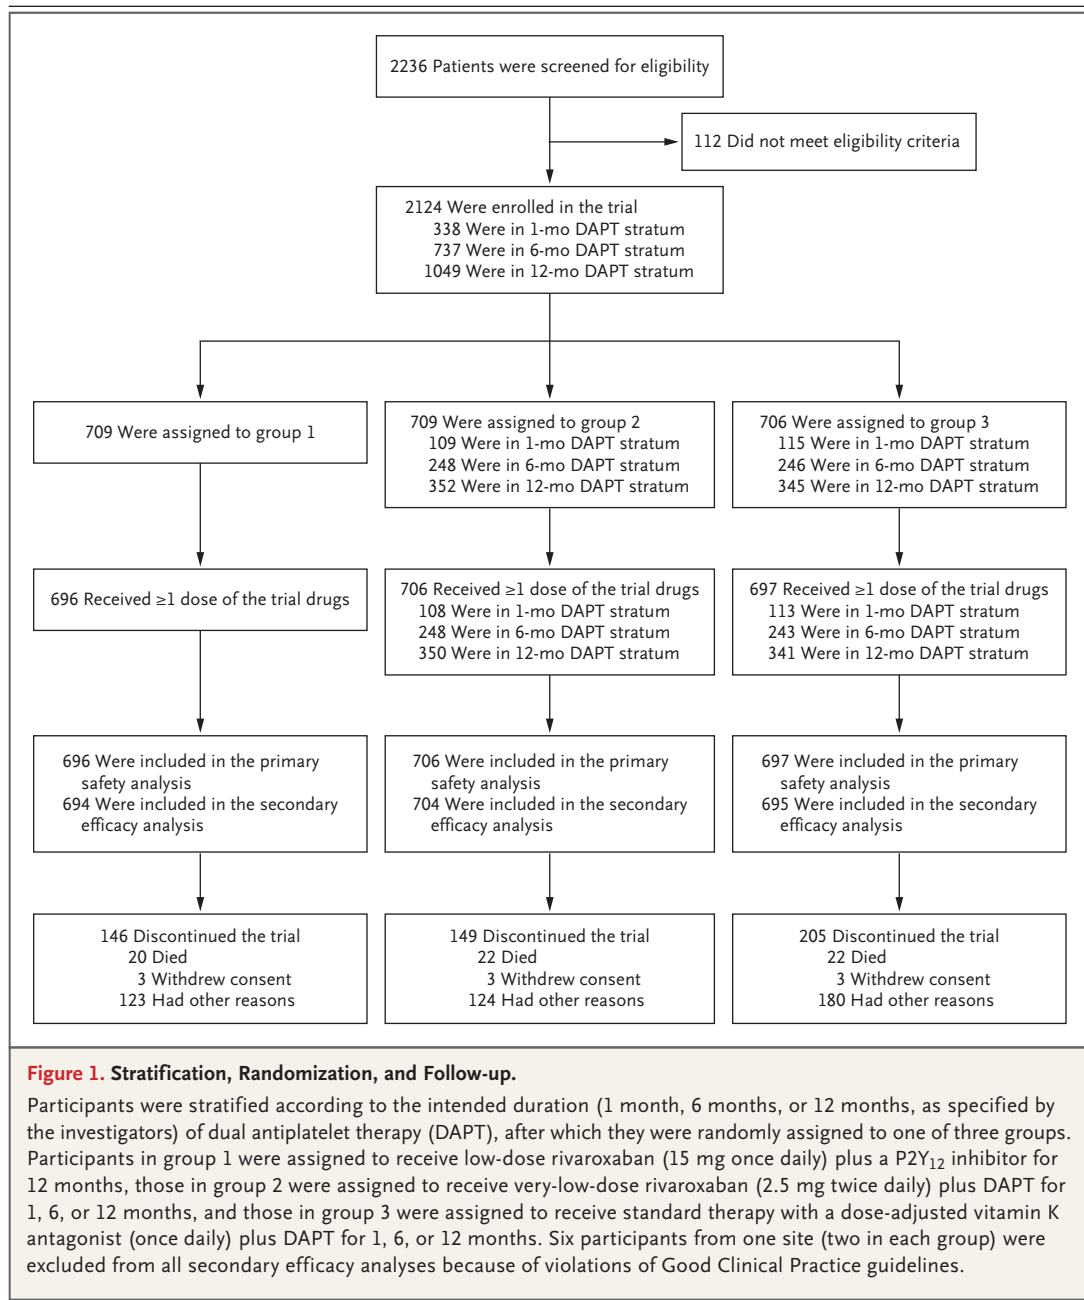 2236 Patients were screened for eligibility
112 Did not meet eligibility criteria
2124 Were enrolled in the trial
338 Were in 1-mo DAPT stratum
737 Were in 6-mo DAPT stratum
1049 Were in 12-mo DAPT stratum
709 Were assigned to group 1
709 Were assigned to group 2
109 Were in 1-mo DAPT stratum
248 Were in 6-mo DAPT stratum
352 Were in 12-mo DAPT stratum
706 Were assigned to group 3
115 Were in 1-mo DAPT stratum
246 Were in 6-mo DAPT stratum
345 Were in 12-mo DAPT stratum
696 Received ≥1 dose of the trial drugs
706 Received ≥1 dose of the trial drugs
108 Were in 1-mo DAPT stratum
248 Were in 6-mo DAPT stratum
350 Were in 12-mo DAPT stratum
697 Received ≥1 dose of the trial drugs
113 Were in 1-mo DAPT stratum
243 Were in 6-mo DAPT stratum
341 Were in 12-mo DAPT stratum
696 Were included in the primary
safety analysis
694 Were included in the secondary
efficacy analysis
706 Were included in the primary
safety analysis
704 Were included in the secondary
efficacy analysis
697 Were included in the primary
safety analysis
695 Were included in the secondary
efficacy analysis
146 Discontinued the trial
20 Died
3 Withdrew consent
123 Had other reasons
149 Discontinued the trial
22 Died
3 Withdrew consent
124 Had other reasons
205 Discontinued the trial
22 Died
3 Withdrew consent
180 Had other reasons
Figure 1. Stratification, Randomization, and Follow-up.
Participants were stratified according to the intended duration (1 month, 6 months, or 12 months, as specified by
the investigators) of dual antiplatelet therapy (DAPT), after which they were randomly assigned to one of three groups.
Participants in group 1 were assigned to receive low-dose rivaroxaban (15 mg once daily) plus a P2Y₁₂ inhibitor for
12 months, those in group 2 were assigned to receive very-low-dose rivaroxaban (2.5 mg twice daily) plus DAPT for
1, 6, or 12 months, and those in group 3 were assigned to receive standard therapy with a dose-adjusted vitamin K
antagonist (once daily) plus DAPT for 1, 6, or 12 months. Six participants from one site (two in each group) were
excluded from all secondary efficacy analyses because of violations of Good Clinical Practice guidelines.